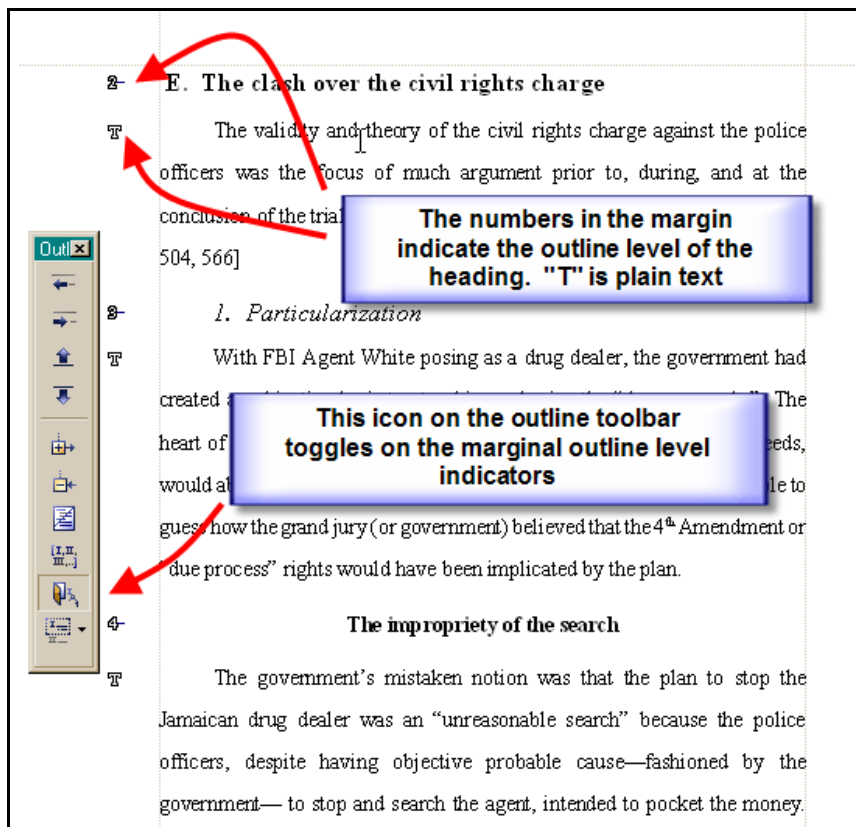 2 E. The clash over the civil rights charge
T The validity and theory of the civil rights charge against the police
officers was the focus of much argument prior to, during, and at the
conclusion of the trial
504, 566]
The numbers in the margin
indicate the outline level of the
heading. "T" is plain text
Outl
3 1. Particularization
T With FBI Agent White posing as a drug dealer, the government had
created The
heart of eeds,
would le to
guess how the grand jury (or government) believed that the 4th Amendment or
"due process" rights would have been implicated by the plan.
This icon on the outline toolbar
toggles on the marginal outline level
indicators
4 The impropriety of the search
T The government's mistaken notion was that the plan to stop the
Jamaican drug dealer was an "unreasonable search" because the police
officers, despite having objective probable cause—fashioned by the
government— to stop and search the agent, intended to pocket the money.